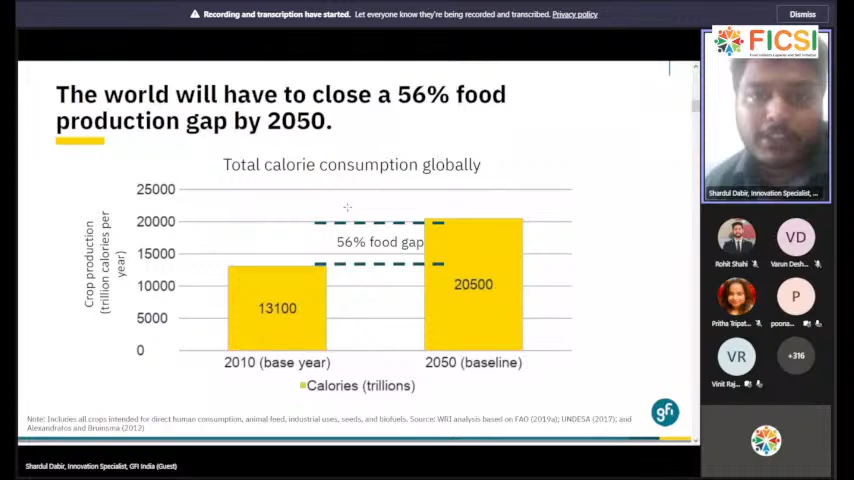 Recording and transcription have started. Let everyone know they're being recorded and transcribed. Privacy policy
Dismiss
FICSI
The world will have to close a 56% food
production gap by 2050.
Total calorie consumption globally
Crop production
(trillion calories per
year)
25000
20000
15000
10000
5000
0
56% food gap
13100
20500
2010 (base year)
2050 (baseline)
Calories (trillions)
gfi
Note: Includes all crops intended for direct human consumption, animal feed, industrial uses, seeds, and biofuels. Source: WRI analysis based on FAO (2019a); UNDESA (2017); and
Alexandratos and Bruinsma (2012)
Shardul Dabir, Innovation Specialist, GFI India (Guest)
Shardul Dabir, Innovation Specialist, ...
VD
Rohit Shahi
Varun Desh...
P
Pritha Tripat...
poona...
VR
+316
Vinit Raj...